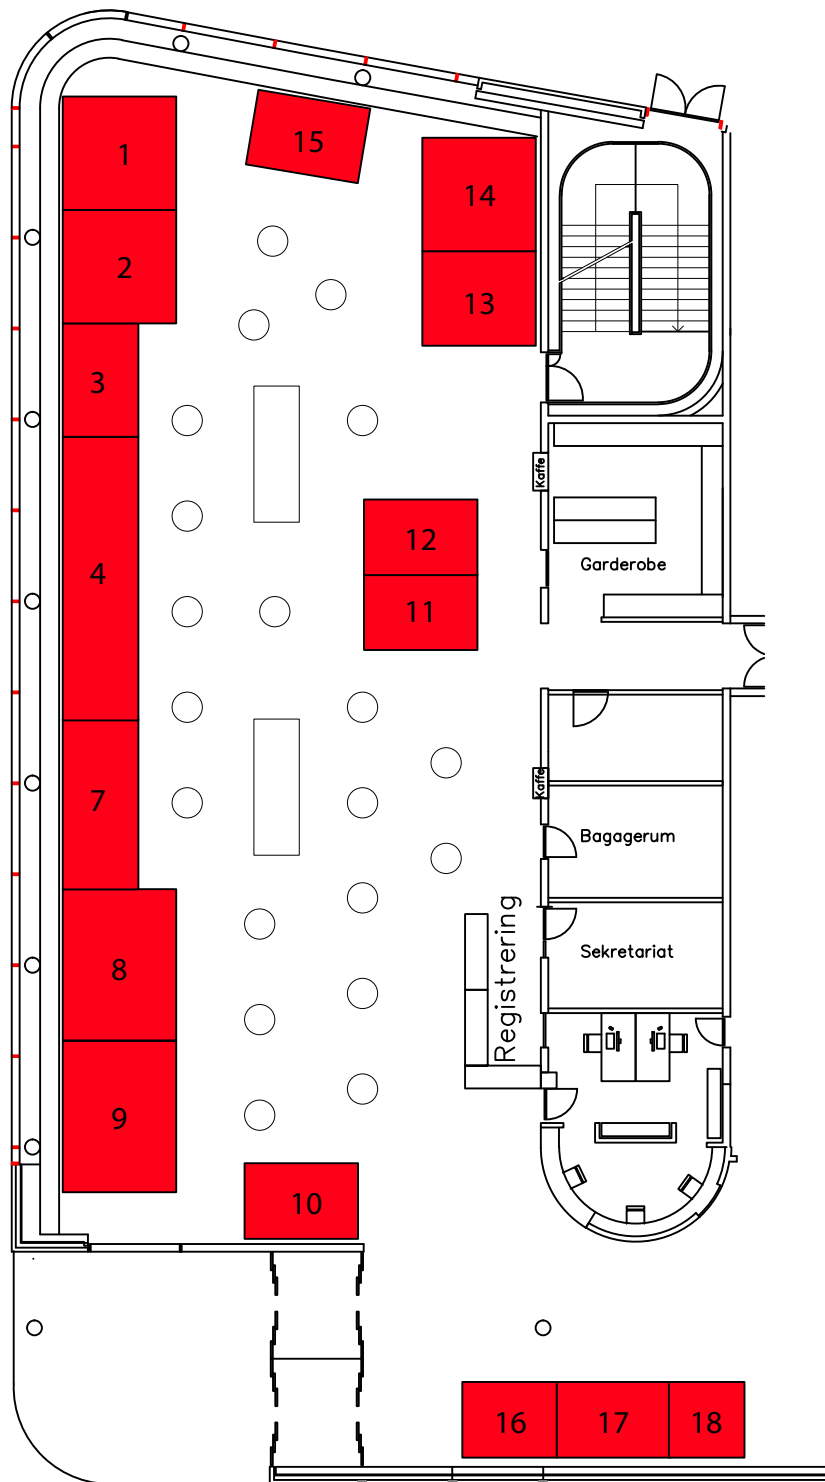 1
15
14
2
13
3
Kaffe
12
Garderobe
4
11
Kaffe
7
Bagagerum
Registrering
Sekretariat
8
9
10
16
17
18